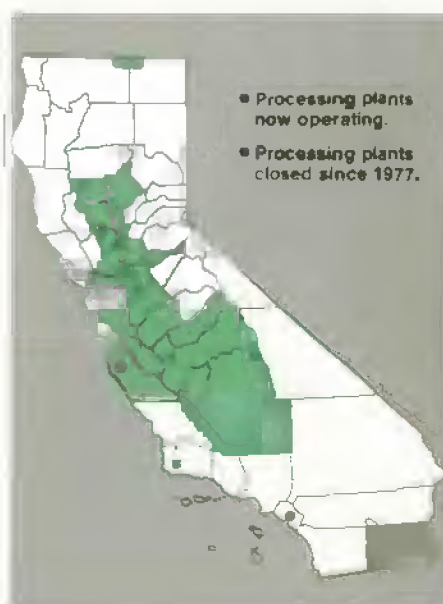 • Processing plants
now operating.
• Processing plants
closed since 1977.